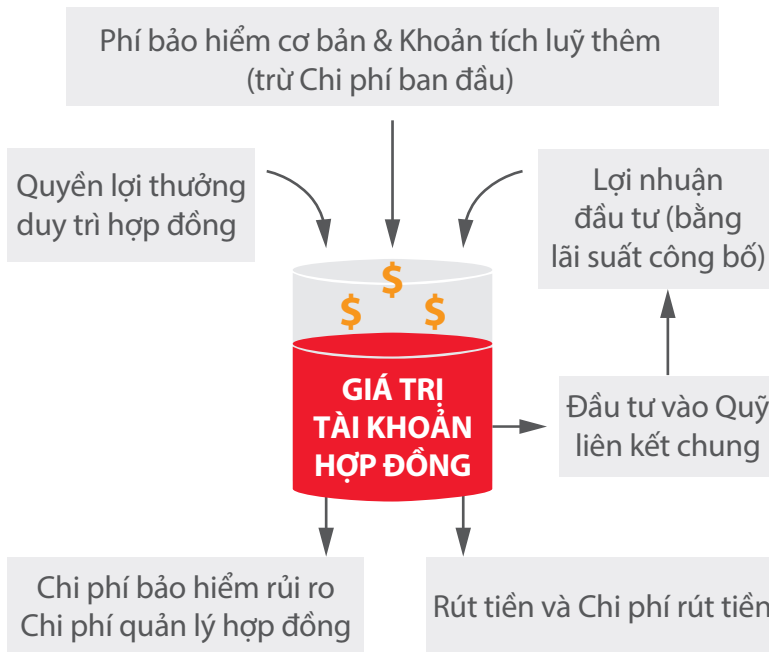 Phí bảo hiểm cơ bản & Khoản tích luỹ thêm
(trừ Chi phí ban đầu)
Quyền lợi thưởng
duy trì hợp đồng
Lợi nhuận
đầu tư (bằng
lãi suất công bố)
$
$
$
GIÁ TRỊ
TÀI KHOẢN
HỢP ĐỒNG
Đầu tư vào Quỹ
liên kết chung
Chi phí bảo hiểm rủi ro
Chi phí quản lý hợp đồng
Rút tiền và Chi phí rút tiền